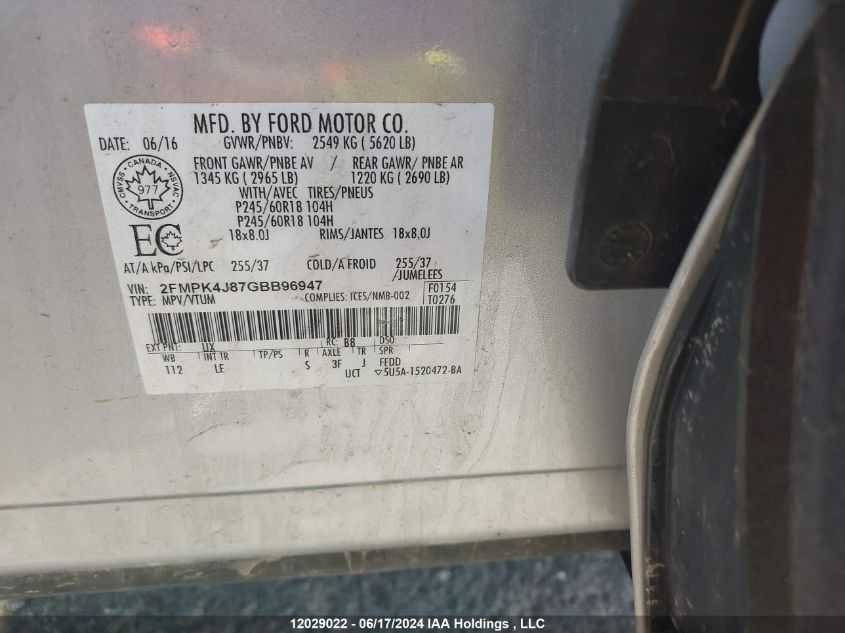 MFD. BY FORD MOTOR CO.
DATE: 06/16 GVWR/PNBV: 2549 KG ( 5620 LB)
FRONT GAWR/PNBE AV / REAR GAWR/ PNBE AR
1345 KG ( 2965 LB) 1220 KG ( 2690 LB)
WITH/AVEC TIRES/PNEUS
P245/60R18 104H
P245/60R18 104H
18x8.0J RIMS/JANTES 18x8.0J
CANADA
CMVSS NSVAC
977
TRANSPORT
EC
AT/A kPa/PSI/LPC 255/37 COLD/A FROID 255/37
/JUMELEES
VIN: 2FMPK4J87GBB96947 F0154
TYPE: MPV/VTUM COMPLIES: ICES/NMB-002 T0276
EXT PNT: UX RC: BB DSO:
WB INT TR TP/PS R AXLE TR SPR
112 LE S 3F J FFDD
UCT ▽5U5A-1520472-BA
12029022 - 06/17/2024 IAA Holdings , LLC